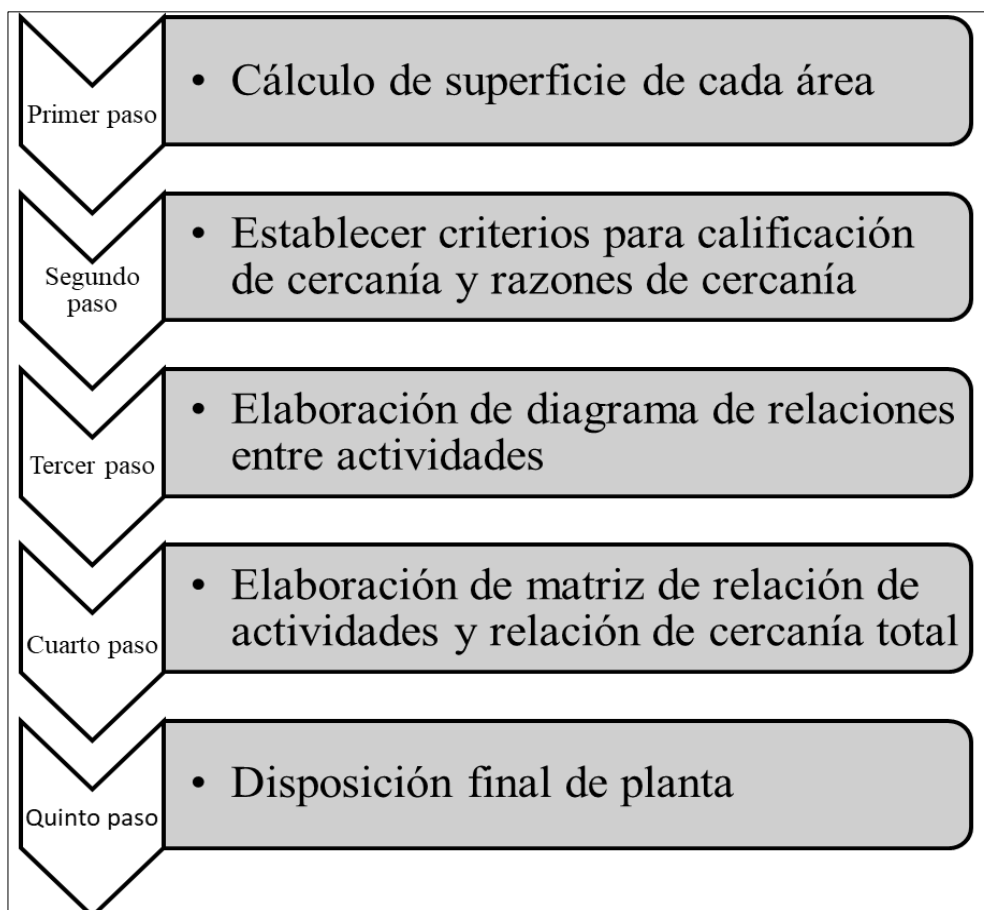 Primer paso
• Cálculo de superficie de cada área
Segundo
paso
• Establecer criterios para calificación
de cercanía y razones de cercanía
Tercer paso
• Elaboración de diagrama de relaciones
entre actividades
Cuarto paso
• Elaboración de matriz de relación de
actividades y relación de cercanía total
Quinto paso
• Disposición final de planta